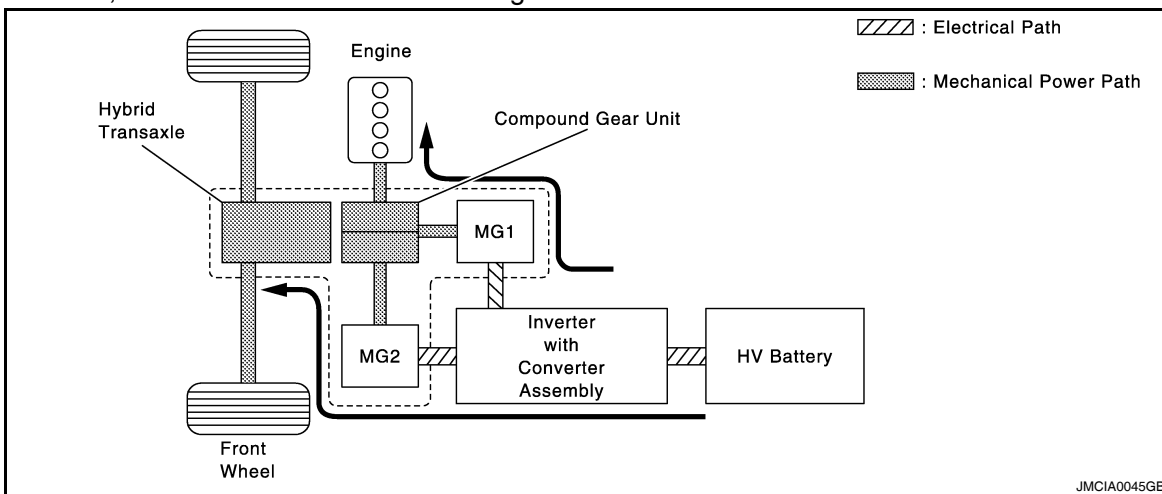 Engine
: Electrical Path
: Mechanical Power Path
Hybrid
Transaxle
Compound Gear Unit
MG1
MG2
Inverter
with
Converter
Assembly
HV Battery
Front
Wheel
JMCIA0045GB